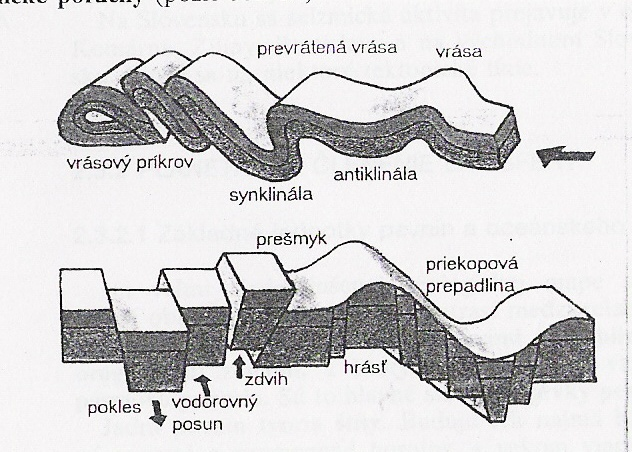 prevrátená vrása
vrása
vrásový príkrov
synklinála
antiklinála
prešmyk
priekopová
prepadlina
hrásť
zdvih
pokles
vodorovný
posun